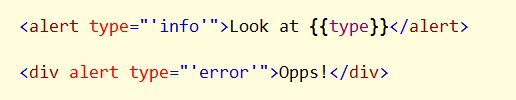 <alert type="'info'">Look at {{type}}</alert>
<div alert type="'error'">Opps!</div>